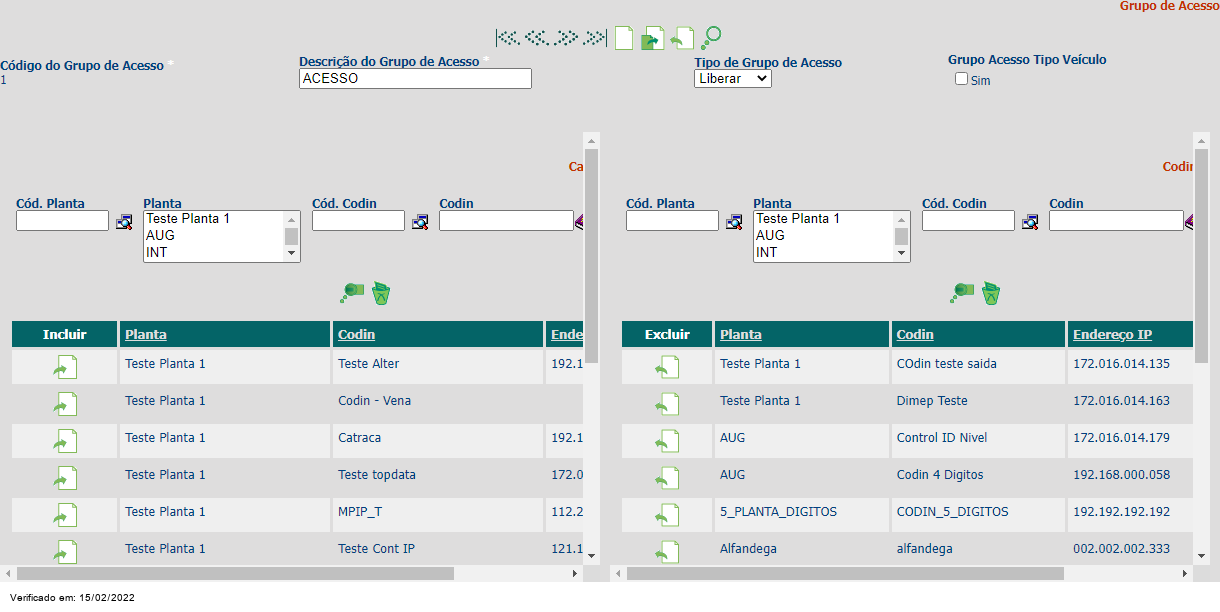 Grupo de Acesso
Código do Grupo de Acesso *
1
Descrição do Grupo de Acesso *
ACESSO
Tipo de Grupo de Acesso
Liberar
Grupo Acesso Tipo Veículo
Sim
Ca
Cód. Planta
Planta
Cód. Codin
Codin
Teste Planta 1
AUG
INT
Incluir Planta Codin Ende
Teste Planta 1 Teste Alter 192.1
Teste Planta 1 Codin - Vena
Teste Planta 1 Catraca 192.1
Teste Planta 1 Teste topdata 172.0
Teste Planta 1 MPIP_T 112.2
Teste Planta 1 Teste Cont IP 121.1
Codin
Cód. Planta
Planta
Cód. Codin
Codin
Teste Planta 1
AUG
INT
Excluir Planta Codin Endereço IP
Teste Planta 1 COdin teste saida 172.016.014.135
Teste Planta 1 Dimep Teste 172.016.014.163
AUG Control ID Nivel 172.016.014.179
AUG Codin 4 Digitos 192.168.000.058
5_PLANTA_DIGITOS CODIN_5_DIGITOS 192.192.192.192
Alfandega alfandega 002.002.002.333
Verificado em: 15/02/2022